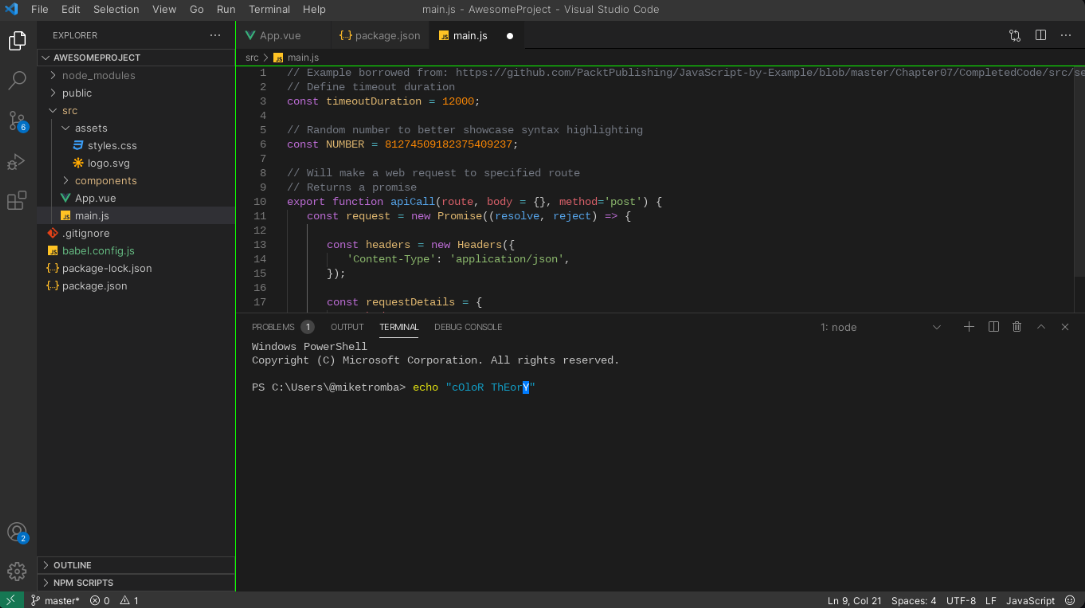 File Edit Selection View Go Run Terminal Help main.js - AwesomeProject - Visual Studio Code
EXPLORER
AWESOMEPROJECT
node_modules
public
src
assets
styles.css
logo.svg
components
App.vue
main.js
.gitignore
babel.config.js
package-lock.json
package.json
OUTLINE
NPM SCRIPTS
6
2
App.vue package.json main.js
src main.js
1 // Example borrowed from: https://github.com/PacktPublishing/JavaScript-by-Example/blob/master/Chapter07/CompletedCode/src/se
2 // Define timeout duration
3 const timeoutDuration = 12000;
4
5 // Random number to better showcase syntax highlighting
6 const NUMBER = 81274509182375409237;
7
8 // Will make a web request to specified route
9 // Returns a promise
10 export function apiCall(route, body = {}, method='post') {
11 const request = new Promise((resolve, reject) => {
12
13 const headers = new Headers({
14 'Content-Type': 'application/json',
15 });
16
17 const requestDetails = {
PROBLEMS 1 OUTPUT TERMINAL DEBUG CONSOLE 1: node
Windows PowerShell
Copyright (C) Microsoft Corporation. All rights reserved.
PS C:\Users\@miketromba> echo "cOloR ThEorY"
master* 0 1 Ln 9, Col 21 Spaces: 4 UTF-8 LF JavaScript